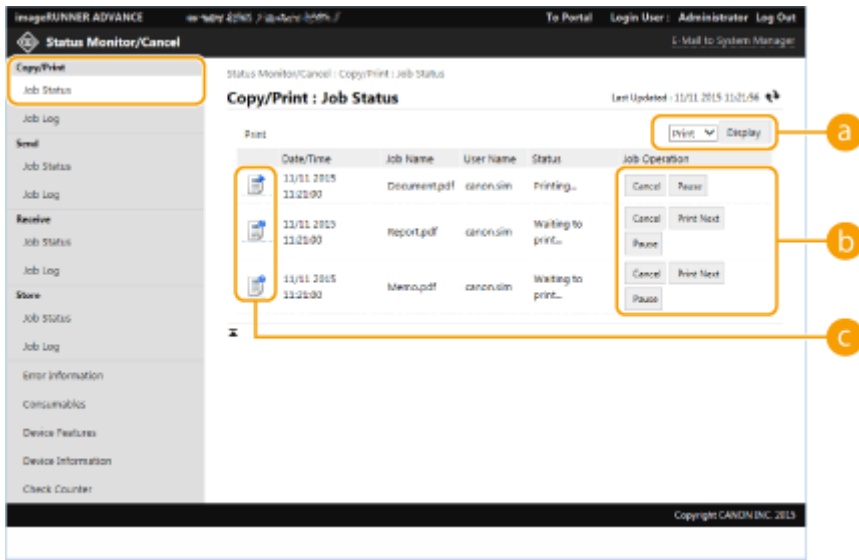 imageRUNNER ADVANCE To Portal Login User : Administrator Log Out
Status Monitor/Cancel E-Mail to System Manager
Copy/Print
Job Status
Job Log
Send
Job Status
Job Log
Receive
Job Status
Job Log
Store
Job Status
Job Log
Error Information
Consumables
Device Features
Device Information
Check Counter
Status Monitor/Cancel : Copy/Print : Job Status
Copy/Print : Job Status Last Updated : 11/11 2015 11:21:56
Print Print Display a
Date/Time Job Name User Name Status Job Operation
11/11 2015 11:21:00 Document.pdf canon.sim Printing... Cancel Pause
11/11 2015 11:21:00 Report.pdf canon.sim Waiting to print... Cancel Print Next Pause
b
11/11 2015 11:21:00 Memo.pdf canon.sim Waiting to print... Cancel Print Next Pause
c
Copyright CANON INC. 2015